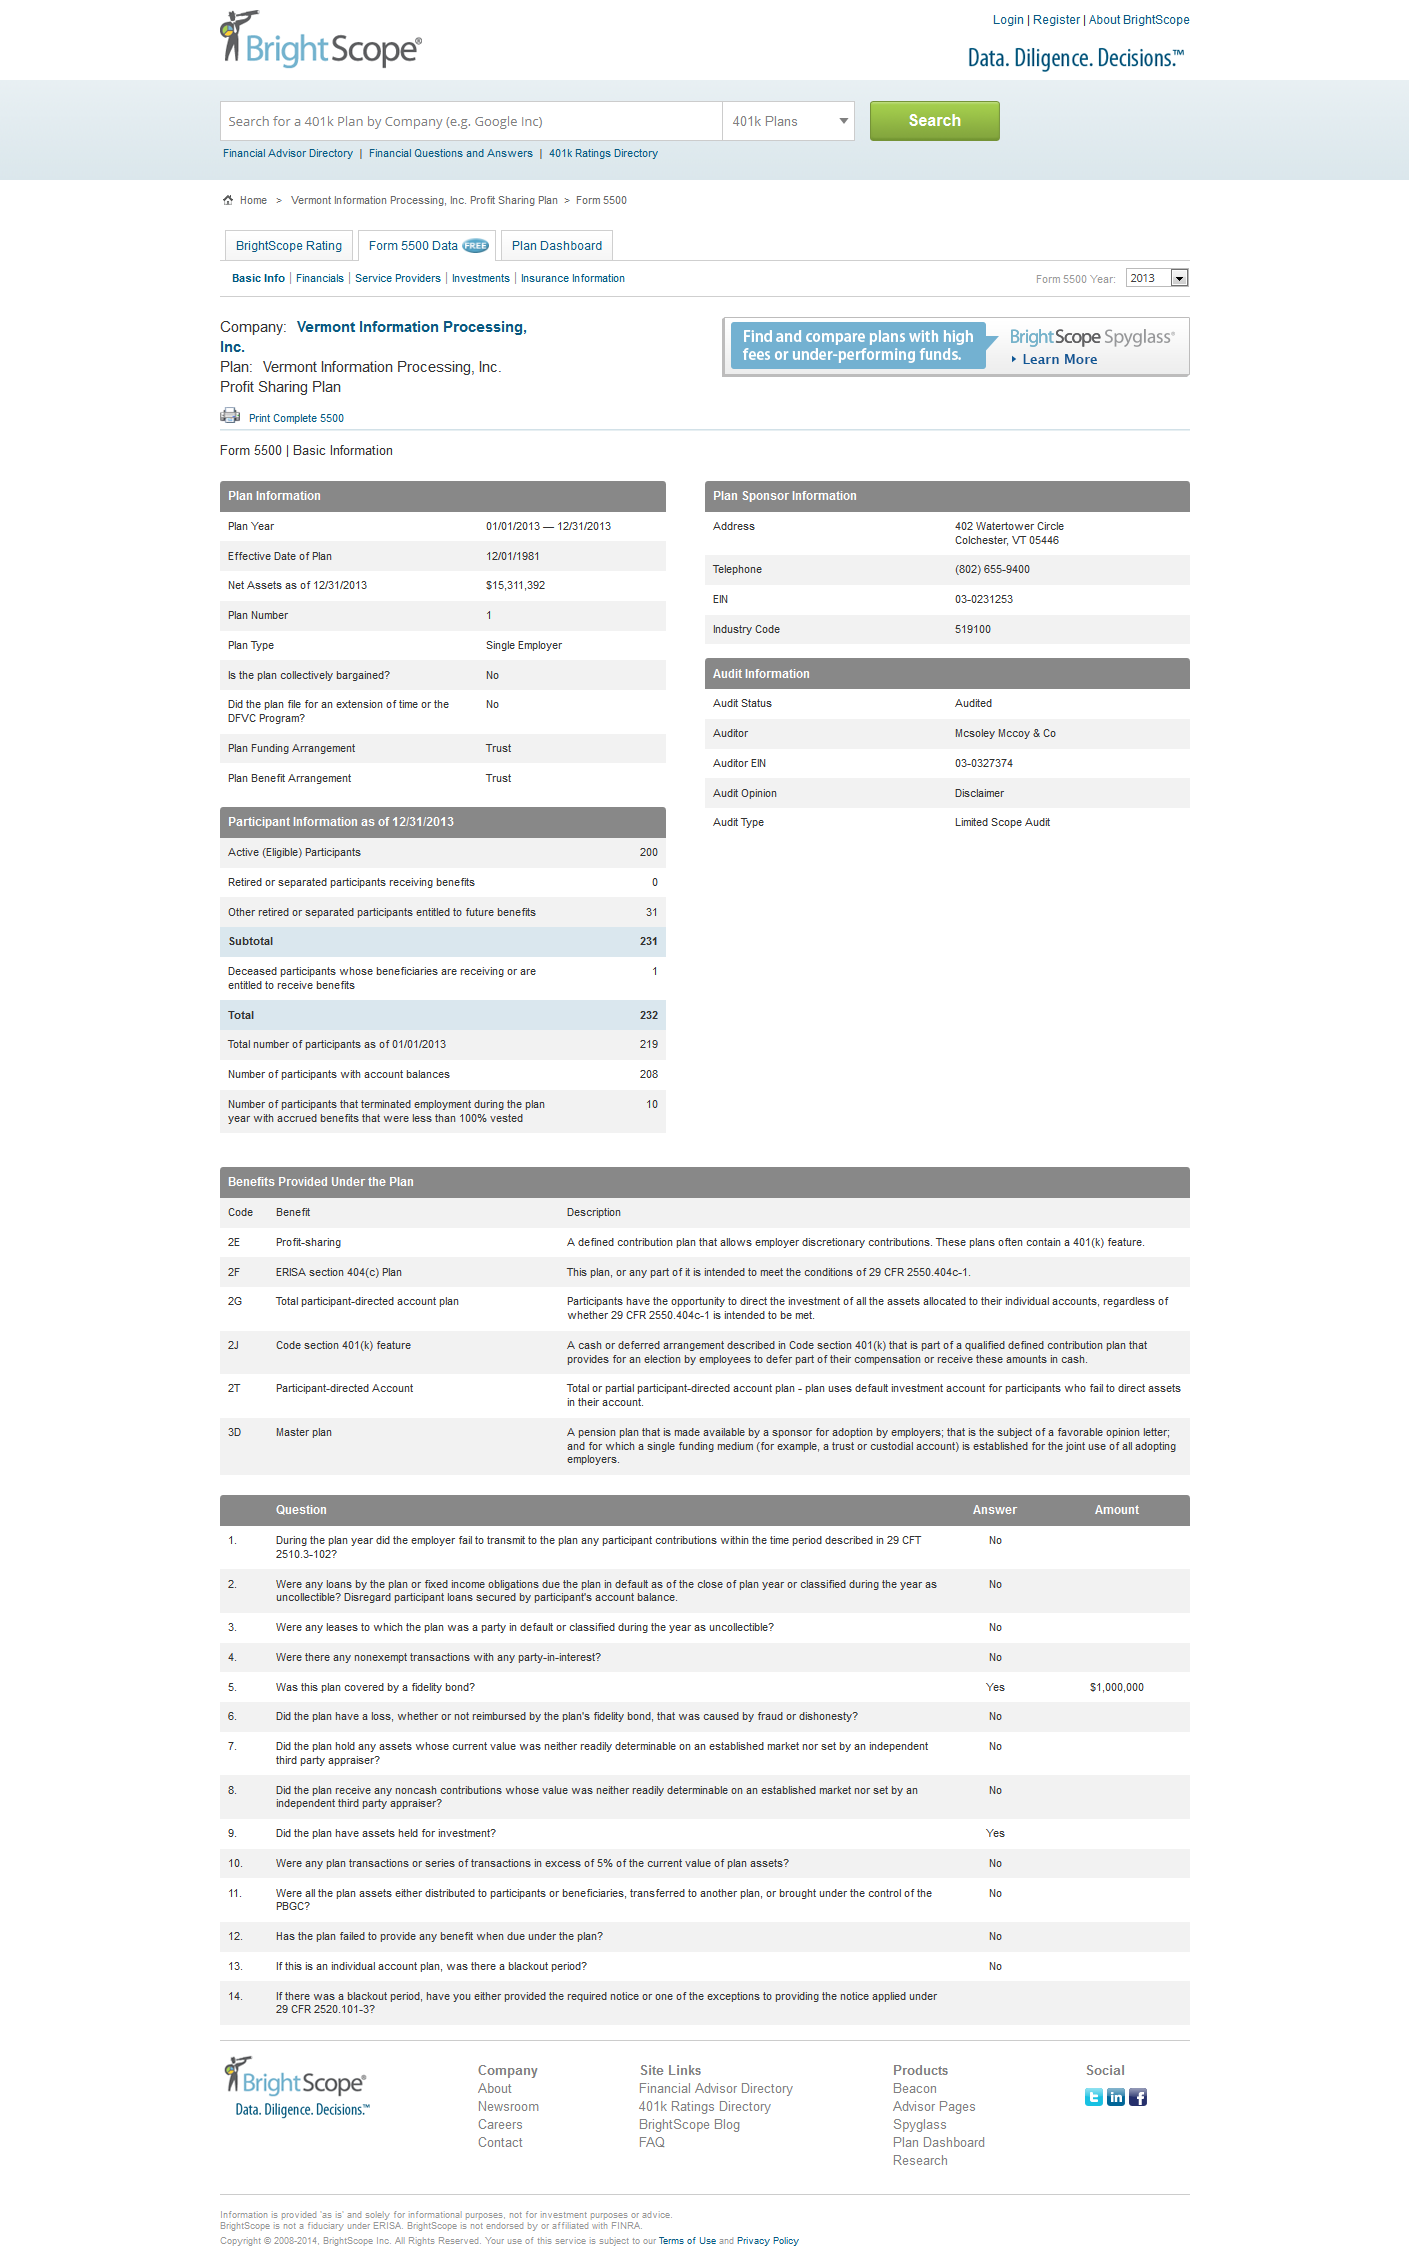 BrightScope®
Login | Register | About BrightScope
Data. Diligence. Decisions.™
Search for a 401k Plan by Company (e.g. Google Inc) 401k Plans Search
Financial Advisor Directory | Financial Questions and Answers | 401k Ratings Directory
Home > Vermont Information Processing, Inc. Profit Sharing Plan > Form 5500
BrightScope Rating Form 5500 Data FREE Plan Dashboard
Basic Info | Financials | Service Providers | Investments | Insurance Information Form 5500 Year: 2013
Company: Vermont Information Processing,
Inc.
Plan: Vermont Information Processing, Inc.
Profit Sharing Plan
Find and compare plans with high
fees or under-performing funds.
BrightScope Spyglass®
Learn More
Print Complete 5500
Form 5500 | Basic Information
Plan Information
Plan Year 01/01/2013 — 12/31/2013
Effective Date of Plan 12/01/1981
Net Assets as of 12/31/2013 $15,311,392
Plan Number 1
Plan Type Single Employer
Is the plan collectively bargained? No
Did the plan file for an extension of time or the No
DFVC Program?
Plan Funding Arrangement Trust
Plan Benefit Arrangement Trust
Plan Sponsor Information
Address 402 Watertower Circle
Colchester, VT 05446
Telephone (802) 655-9400
EIN 03-0231253
Industry Code 519100
Audit Information
Audit Status Audited
Auditor Mcsoley Mccoy & Co
Auditor EIN 03-0327374
Audit Opinion Disclaimer
Audit Type Limited Scope Audit
Participant Information as of 12/31/2013
Active (Eligible) Participants 200
Retired or separated participants receiving benefits 0
Other retired or separated participants entitled to future benefits 31
Subtotal 231
Deceased participants whose beneficiaries are receiving or are 1
entitled to receive benefits
Total 232
Total number of participants as of 01/01/2013 219
Number of participants with account balances 208
Number of participants that terminated employment during the plan 10
year with accrued benefits that were less than 100% vested
Benefits Provided Under the Plan
Code Benefit Description
2E Profit-sharing A defined contribution plan that allows employer discretionary contributions. These plans often contain a 401(k) feature.
2F ERISA section 404(c) Plan This plan, or any part of it is intended to meet the conditions of 29 CFR 2550.404c-1.
2G Total participant-directed account plan Participants have the opportunity to direct the investment of all the assets allocated to their individual accounts, regardless of
whether 29 CFR 2550.404c-1 is intended to be met.
2J Code section 401(k) feature A cash or deferred arrangement described in Code section 401(k) that is part of a qualified defined contribution plan that
provides for an election by employees to defer part of their compensation or receive these amounts in cash.
2T Participant-directed Account Total or partial participant-directed account plan - plan uses default investment account for participants who fail to direct assets
in their account.
3D Master plan A pension plan that is made available by a sponsor for adoption by employers; that is the subject of a favorable opinion letter;
and for which a single funding medium (for example, a trust or custodial account) is established for the joint use of all adopting
employers.
Question Answer Amount
1. During the plan year did the employer fail to transmit to the plan any participant contributions within the time period described in 29 CFT No
2510.3-102?
2. Were any loans by the plan or fixed income obligations due the plan in default as of the close of plan year or classified during the year as No
uncollectible? Disregard participant loans secured by participant's account balance.
3. Were any leases to which the plan was a party in default or classified during the year as uncollectible? No
4. Were there any nonexempt transactions with any party-in-interest? No
5. Was this plan covered by a fidelity bond? Yes $1,000,000
6. Did the plan have a loss, whether or not reimbursed by the plan's fidelity bond, that was caused by fraud or dishonesty? No
7. Did the plan hold any assets whose current value was neither readily determinable on an established market nor set by an independent No
third party appraiser?
8. Did the plan receive any noncash contributions whose value was neither readily determinable on an established market nor set by an No
independent third party appraiser?
9. Did the plan have assets held for investment? Yes
10. Were any plan transactions or series of transactions in excess of 5% of the current value of plan assets? No
11. Were all the plan assets either distributed to participants or beneficiaries, transferred to another plan, or brought under the control of the No
PBGC?
12. Has the plan failed to provide any benefit when due under the plan? No
13. If this is an individual account plan, was there a blackout period? No
14. If there was a blackout period, have you either provided the required notice or one of the exceptions to providing the notice applied under
29 CFR 2520.101-3?
BrightScope®
Data. Diligence. Decisions.™
Company
About
Newsroom
Careers
Contact
Site Links
Financial Advisor Directory
401k Ratings Directory
BrightScope Blog
FAQ
Products
Beacon
Advisor Pages
Spyglass
Plan Dashboard
Research
Social
t in f
Information is provided 'as is' and solely for informational purposes, not for investment purposes or advice.
BrightScope is not a fiduciary under ERISA. BrightScope is not endorsed by or affiliated with FINRA.
Copyright © 2008-2014, BrightScope Inc. All Rights Reserved. Your use of this service is subject to our Terms of Use and Privacy Policy